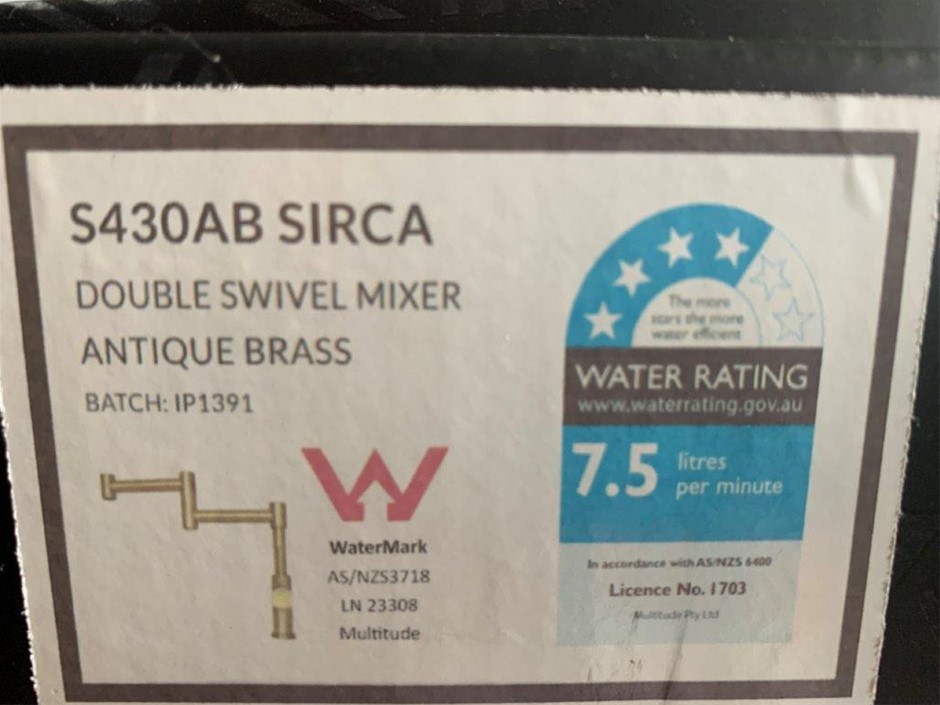 S430AB SIRCA
DOUBLE SWIVEL MIXER
ANTIQUE BRASS
BATCH: IP1391
WaterMark
AS/NZS3718
LN 23308
Multitude
The more
stars the more
water efficient
WATER RATING
www.waterrating.gov.au
7.5 litres
per minute
In accordance with AS/NZS 6400
Licence No. 1703
Multitude Pty Ltd